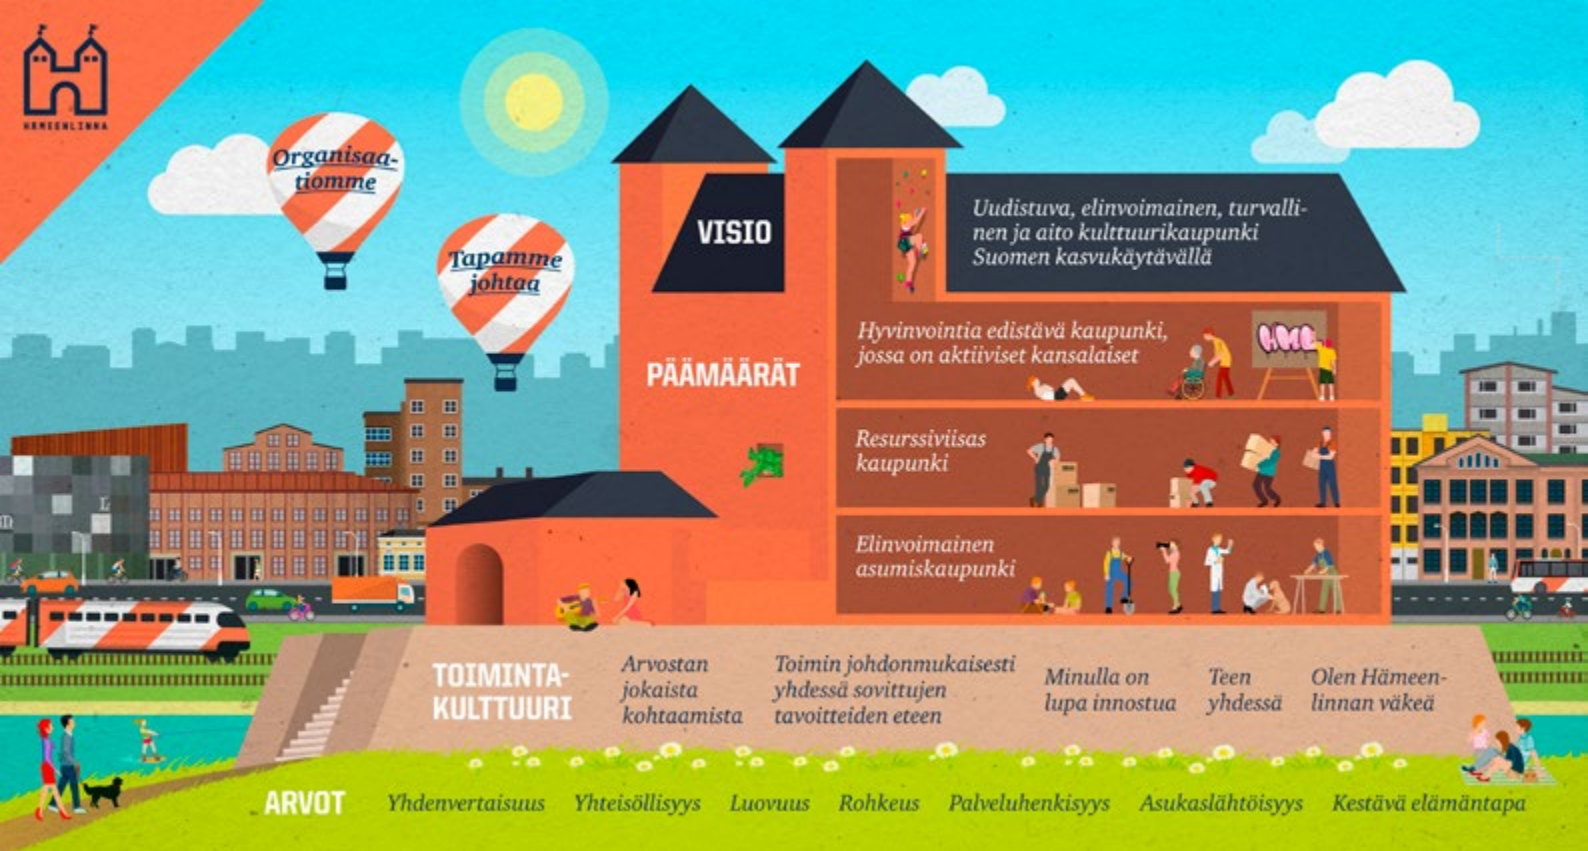 HÄMEENLINNA
Organisaa-
tiomme
Tapamme
johtaa
VISIO
Uudistuva, elinvoimainen, turvalli-
nen ja aito kulttuurikaupunki
Suomen kasvukäytävällä
PÄÄMÄÄRÄT
Hyvinvointia edistävä kaupunki,
jossa on aktiiviset kansalaiset
HML
Resurssiviisas
kaupunki
Elinvoimainen
asumiskaupunki
TOIMINTA-
KULTTUURI
Arvostan
jokaista
kohtaamista
Toimin johdonmukaisesti
yhdessä sovittujen
tavoitteiden eteen
Minulla on
lupa innostua
Teen
yhdessä
Olen Hämeen-
linnan väkeä
ARVOT
Yhdenvertaisuus Yhteisöllisyys Luovuus Rohkeus Palveluhenkisyys Asukaslähtöisyys Kestävä elämäntapa